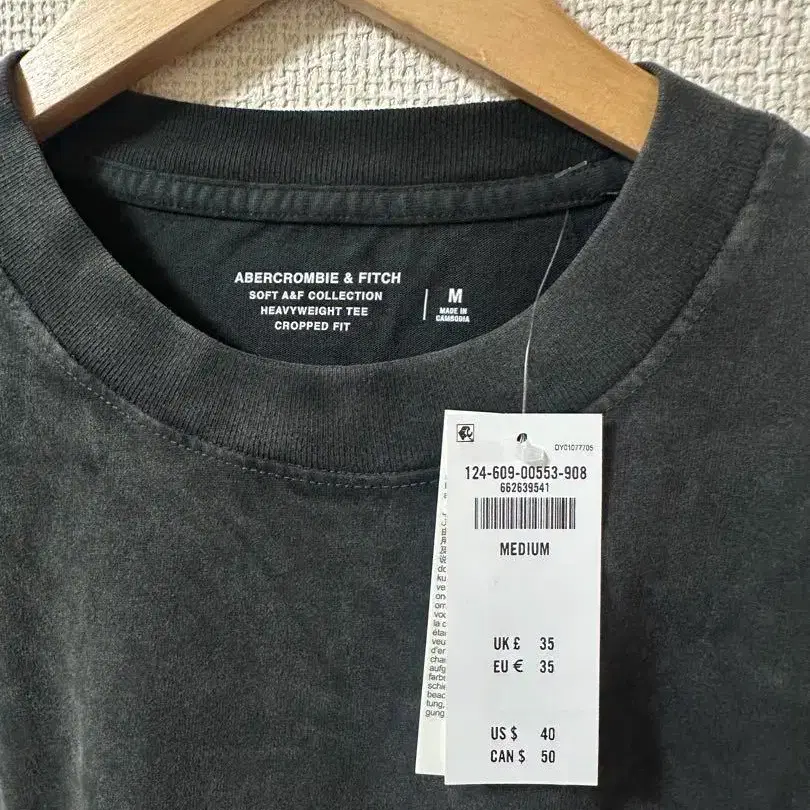 ABERCROMBIE & FITCH
SOFT A&F COLLECTION
HEAVYWEIGHT TEE
CROPPED FIT
M
MADE IN
CAMBODIA
DY01077705
124-609-00553-908
662639541
MEDIUM
UK £ 35
EU € 35
US $ 40
CAN $ 50